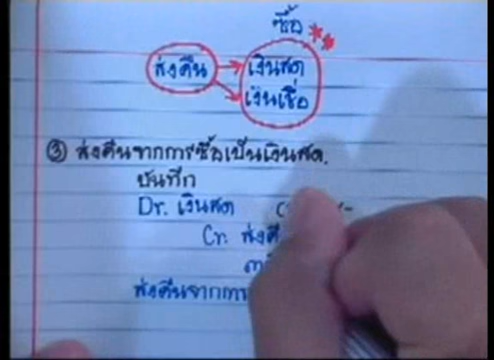 ซื้อ **
ส่งคืน เงินสด
เงินเชื่อ
③ ส่งคืนจากการซื้อเป็นเงินสด.
บันทึก
Dr. เงินสด
Cr. ส่งคื
ส่งคืนจากการ